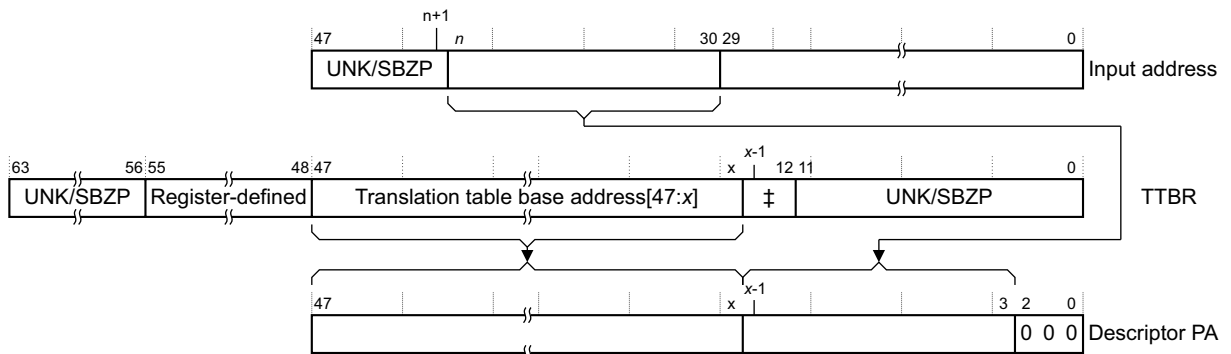 n+1
47 n 30 29 0
UNK/SBZP Input address
x-1
63 56 55 48 47 x 12 11 0
UNK/SBZP Register-defined Translation table base address[47:x] ‡ UNK/SBZP TTBR
x-1
47 x 3 2 0
0 0 0 Descriptor PA